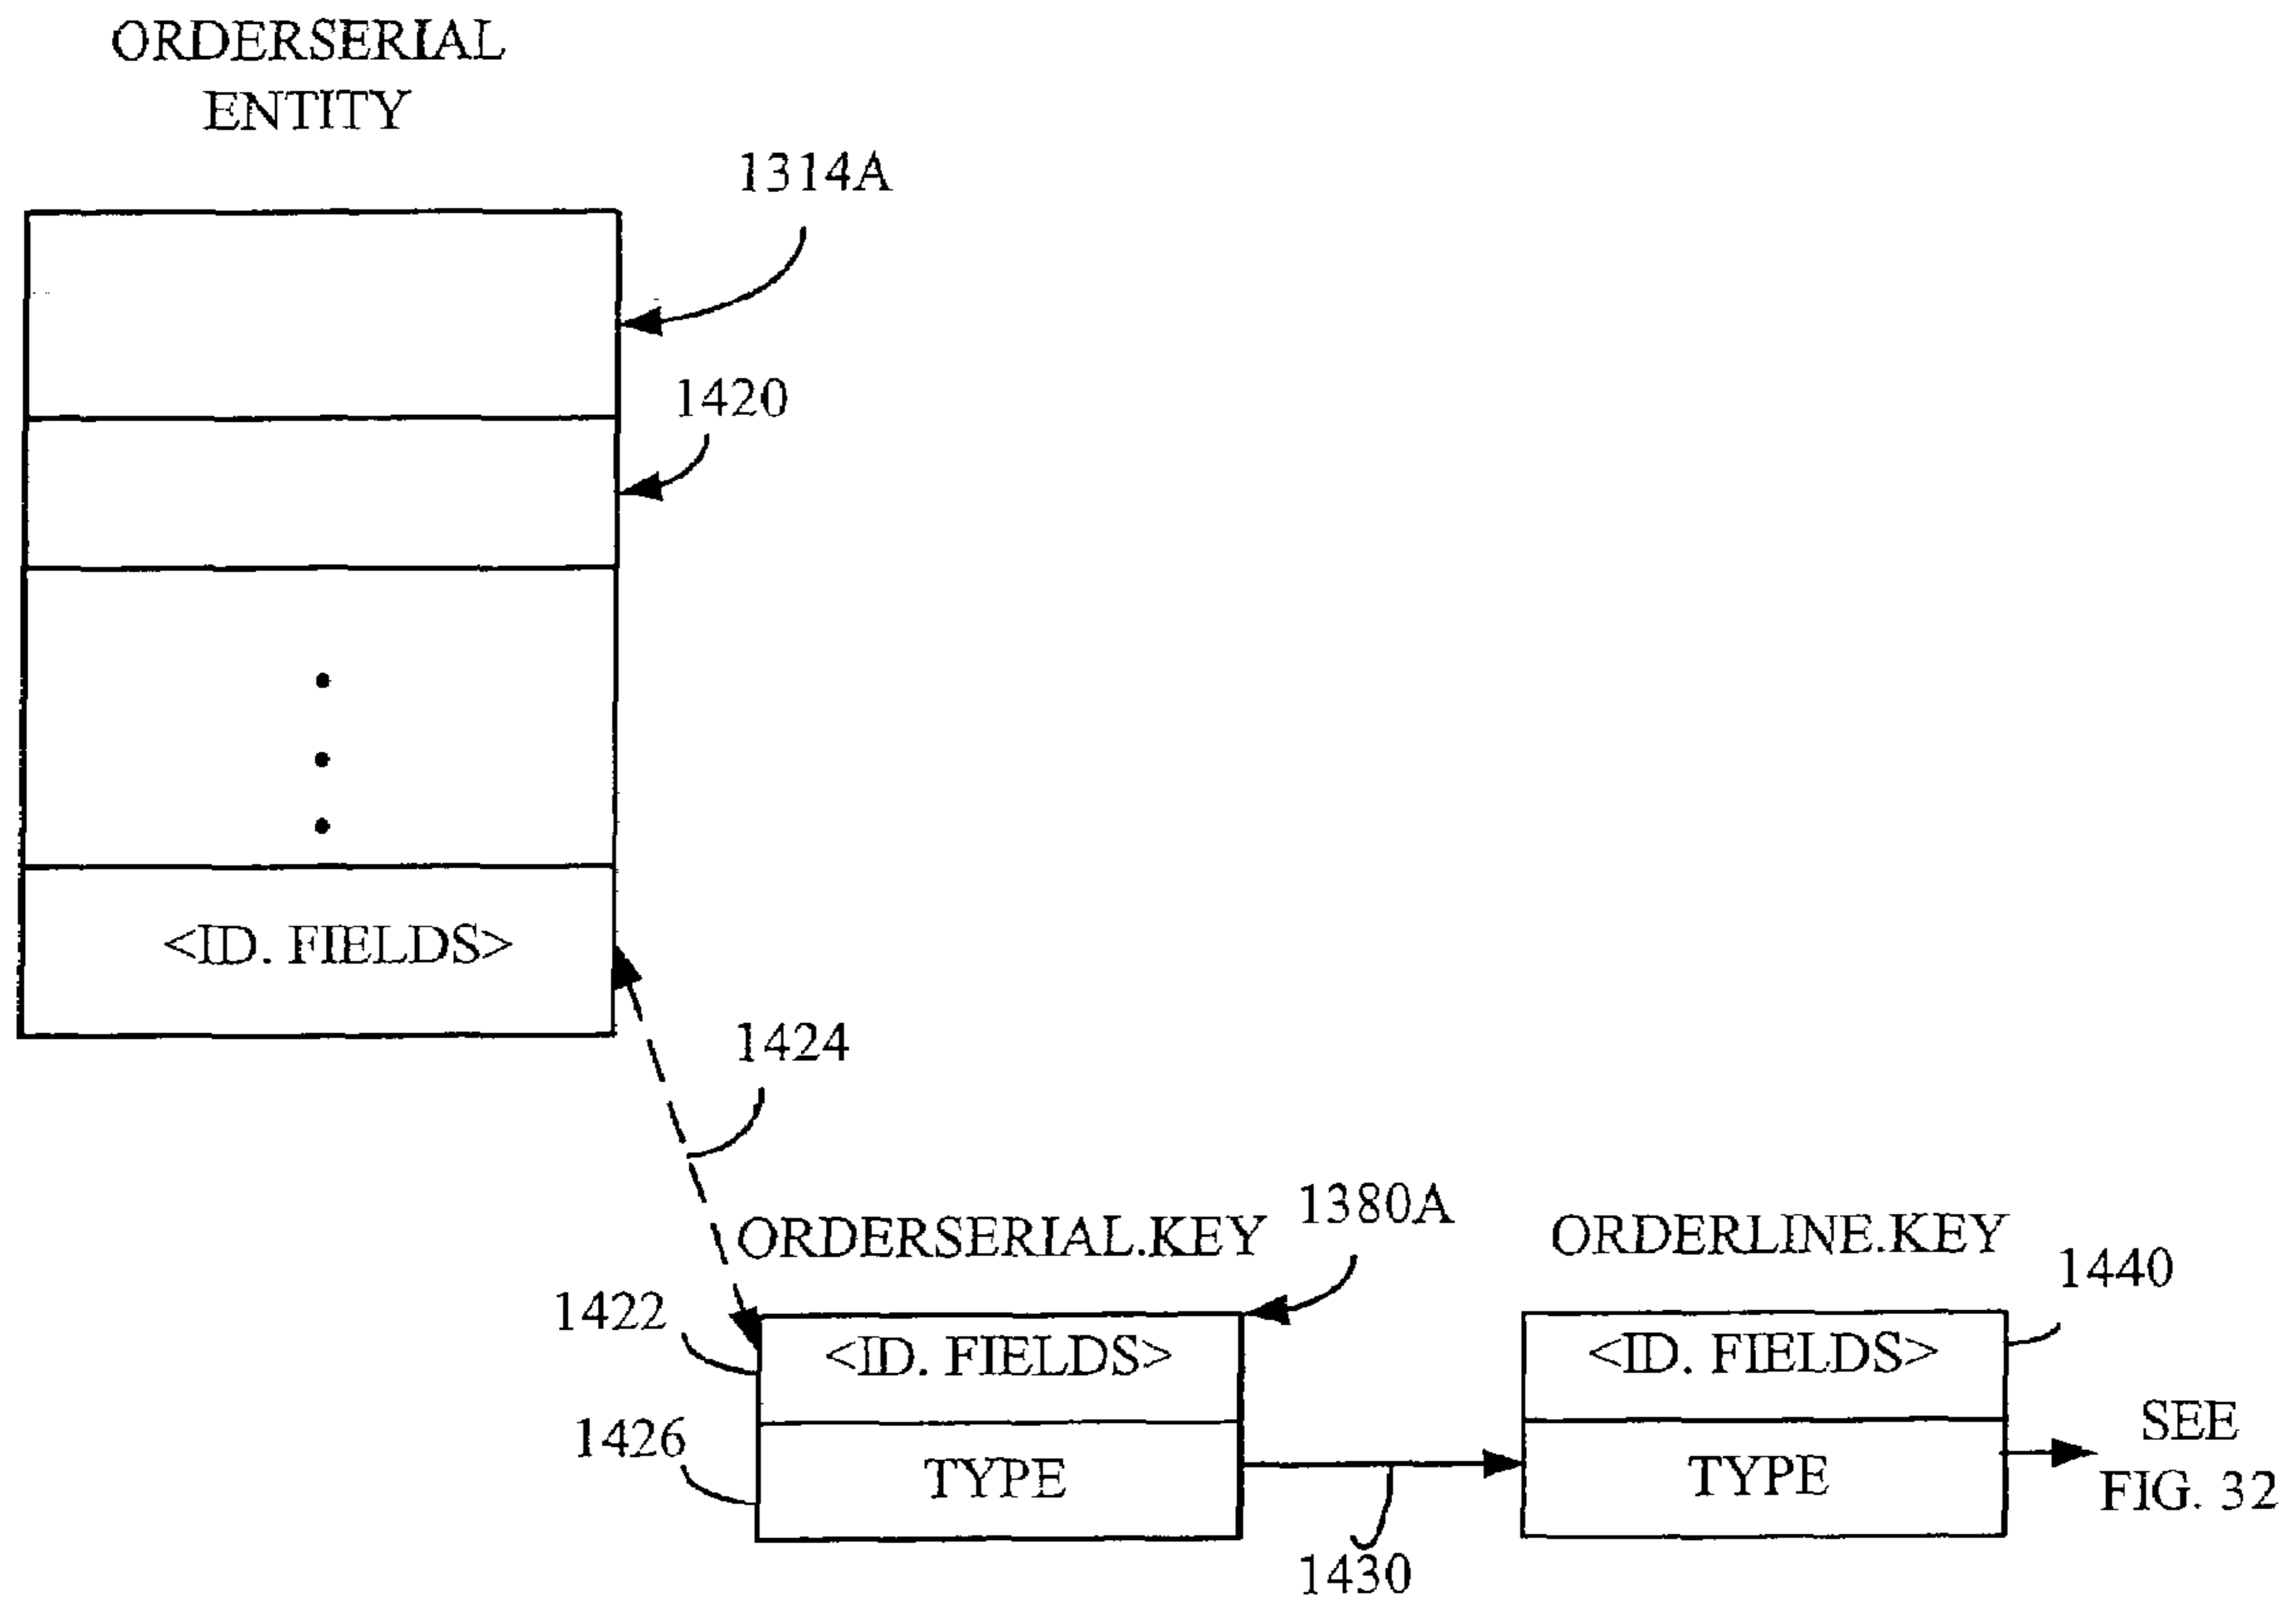 ORDERSERIAL
ENTITY
1314A
1420
<ID. FIELDS>
1424
ORDERSERIAL.KEY
1380A
ORDERLINE.KEY
1440
1422
<ID. FIELDS>
<ID. FIELDS>
1426
TYPE
TYPE
SEE
FIG. 32
1430